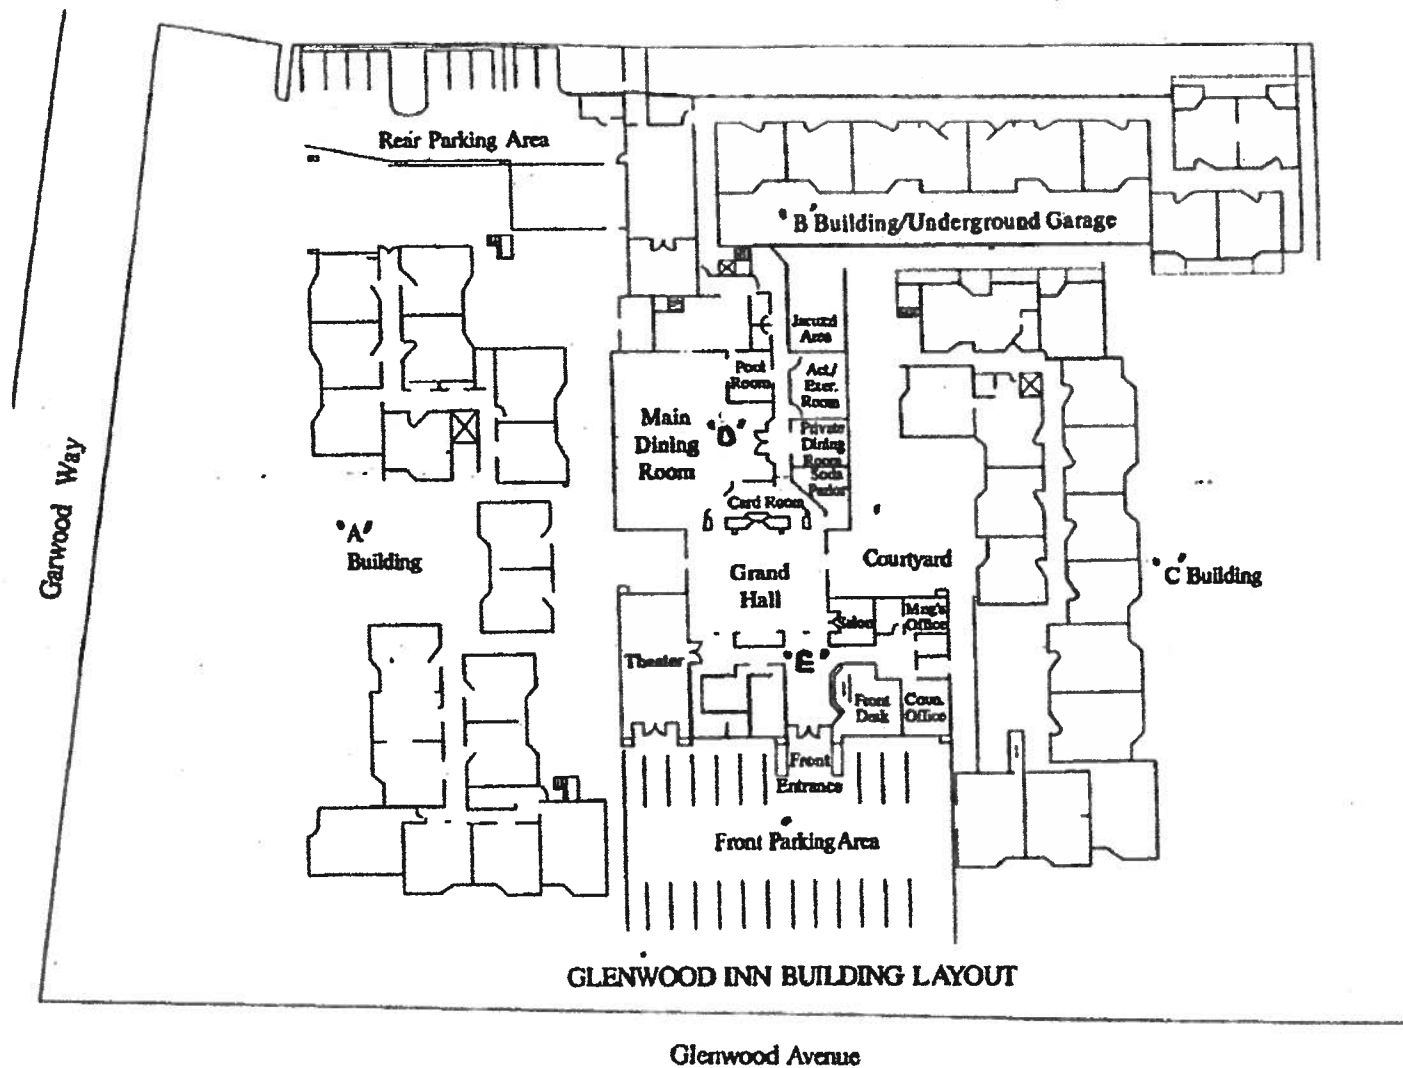 Rear Parking Area
"B" Building/Underground Garage
Jacuzzi
Area
Pool
Room
Act./
Exer.
Room
Main
Dining
Room
"D"
Private
Dining
Room
Soda
Parlor
Card Room
Garwood Way
"A"
Building
Grand
Hall
Courtyard
"C" Building
Salon
Mng's
Office
Theater
"E"
Front
Desk
Coun.
Office
Front
Entrance
Front Parking Area
GLENWOOD INN BUILDING LAYOUT
Glenwood Avenue